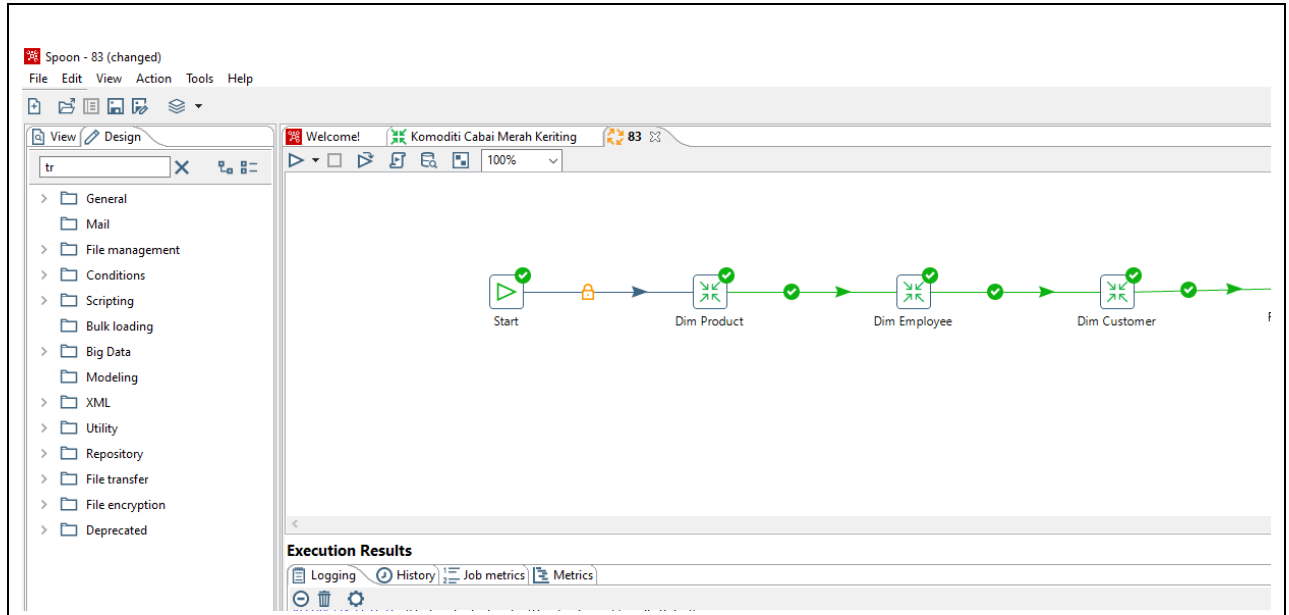 Spoon - 83 (changed)
File Edit View Action Tools Help
View Design
Welcome! Komoditi Cabai Merah Keriting 83
tr
100%
General
Mail
File management
Conditions
Scripting
Bulk loading
Big Data
Modeling
XML
Utility
Repository
File transfer
File encryption
Deprecated
Start Dim Product Dim Employee Dim Customer
Execution Results
Logging History Job metrics Metrics